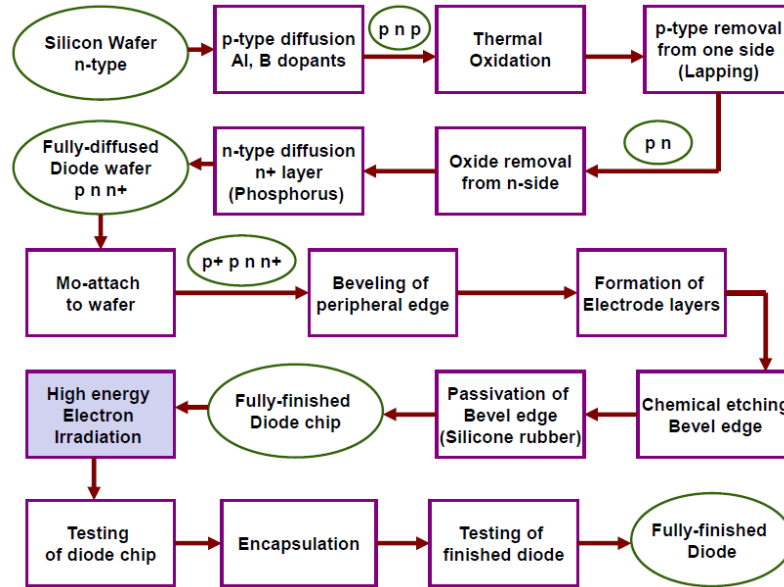 Silicon Wafer
n-type
p-type diffusion
Al, B dopants
p n p
Thermal
Oxidation
p-type removal
from one side
(Lapping)
p n
Oxide removal
from n-side
n-type diffusion
n+ layer
(Phosphorus)
Fully-diffused
Diode wafer
p n n+
Mo-attach
to wafer
p+ p n n+
Beveling of
peripheral edge
Formation of
Electrode layers
Chemical etching
Bevel edge
Passivation of
Bevel edge
(Silicone rubber)
Fully-finished
Diode chip
High energy
Electron
Irradiation
Testing
of diode chip
Encapsulation
Testing of
finished diode
Fully-finished
Diode